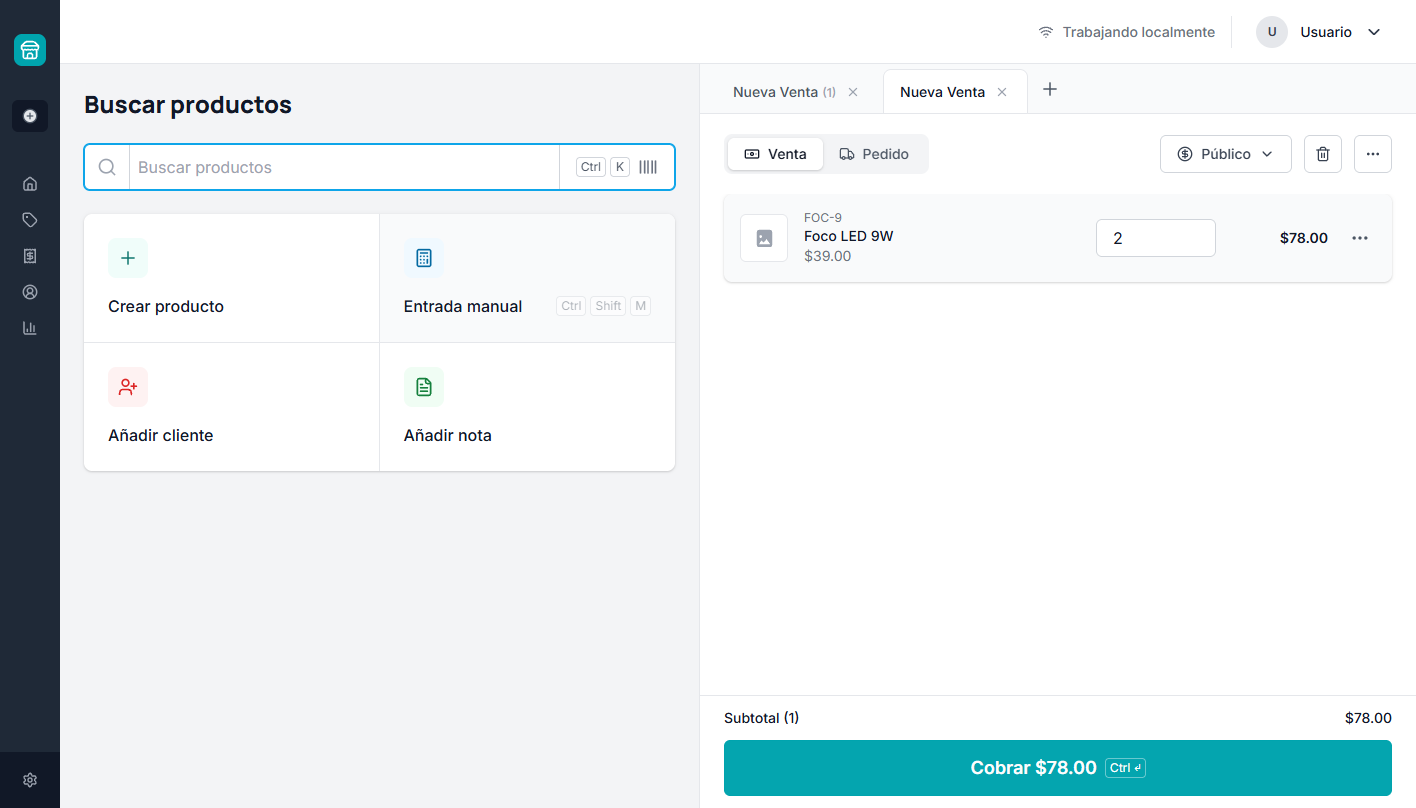 Trabajando localmente
U
Usuario
Buscar productos
Buscar productos
Ctrl K
Crear producto
Entrada manual
Ctrl Shift M
Añadir cliente
Añadir nota
Nueva Venta (1)
Nueva Venta
Venta
Pedido
Público
FOC-9
Foco LED 9W
$39.00
2
$78.00
Subtotal (1)
$78.00
Cobrar $78.00 Ctrl ↵